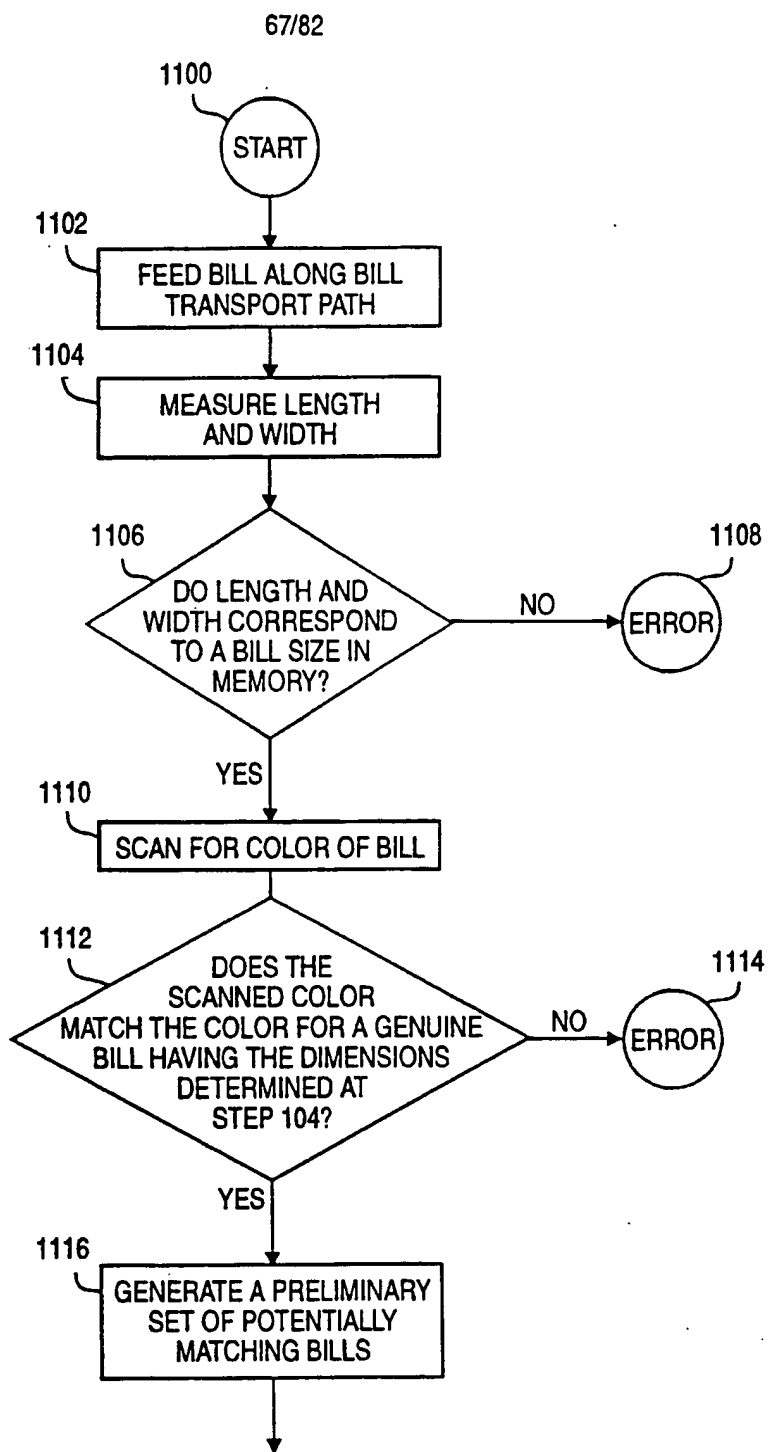 67/82
1100
START
1102
FEED BILL ALONG BILL
TRANSPORT PATH
1104
MEASURE LENGTH
AND WIDTH
1106
DO LENGTH AND
WIDTH CORRESPOND
TO A BILL SIZE IN
MEMORY?
NO
1108
ERROR
YES
1110
SCAN FOR COLOR OF BILL
1112
DOES THE
SCANNED COLOR
MATCH THE COLOR FOR A GENUINE
BILL HAVING THE DIMENSIONS
DETERMINED AT
STEP 104?
NO
1114
ERROR
YES
1116
GENERATE A PRELIMINARY
SET OF POTENTIALLY
MATCHING BILLS